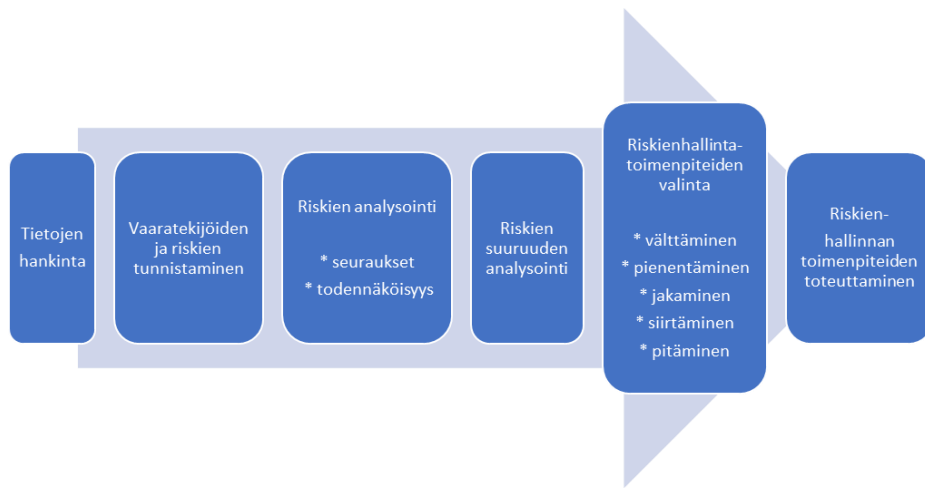 Tietojen
hankinta
Vaaratekijöiden
ja riskien
tunnistaminen
Riskien analysointi
* seuraukset
* todennäköisyys
Riskien
suuruuden
analysointi
Riskienhallinta-
toimenpiteiden
valinta
* välttäminen
* pienentäminen
* jakaminen
* siirtäminen
* pitäminen
Riskien-
hallinnan
toimenpiteiden
toteuttaminen